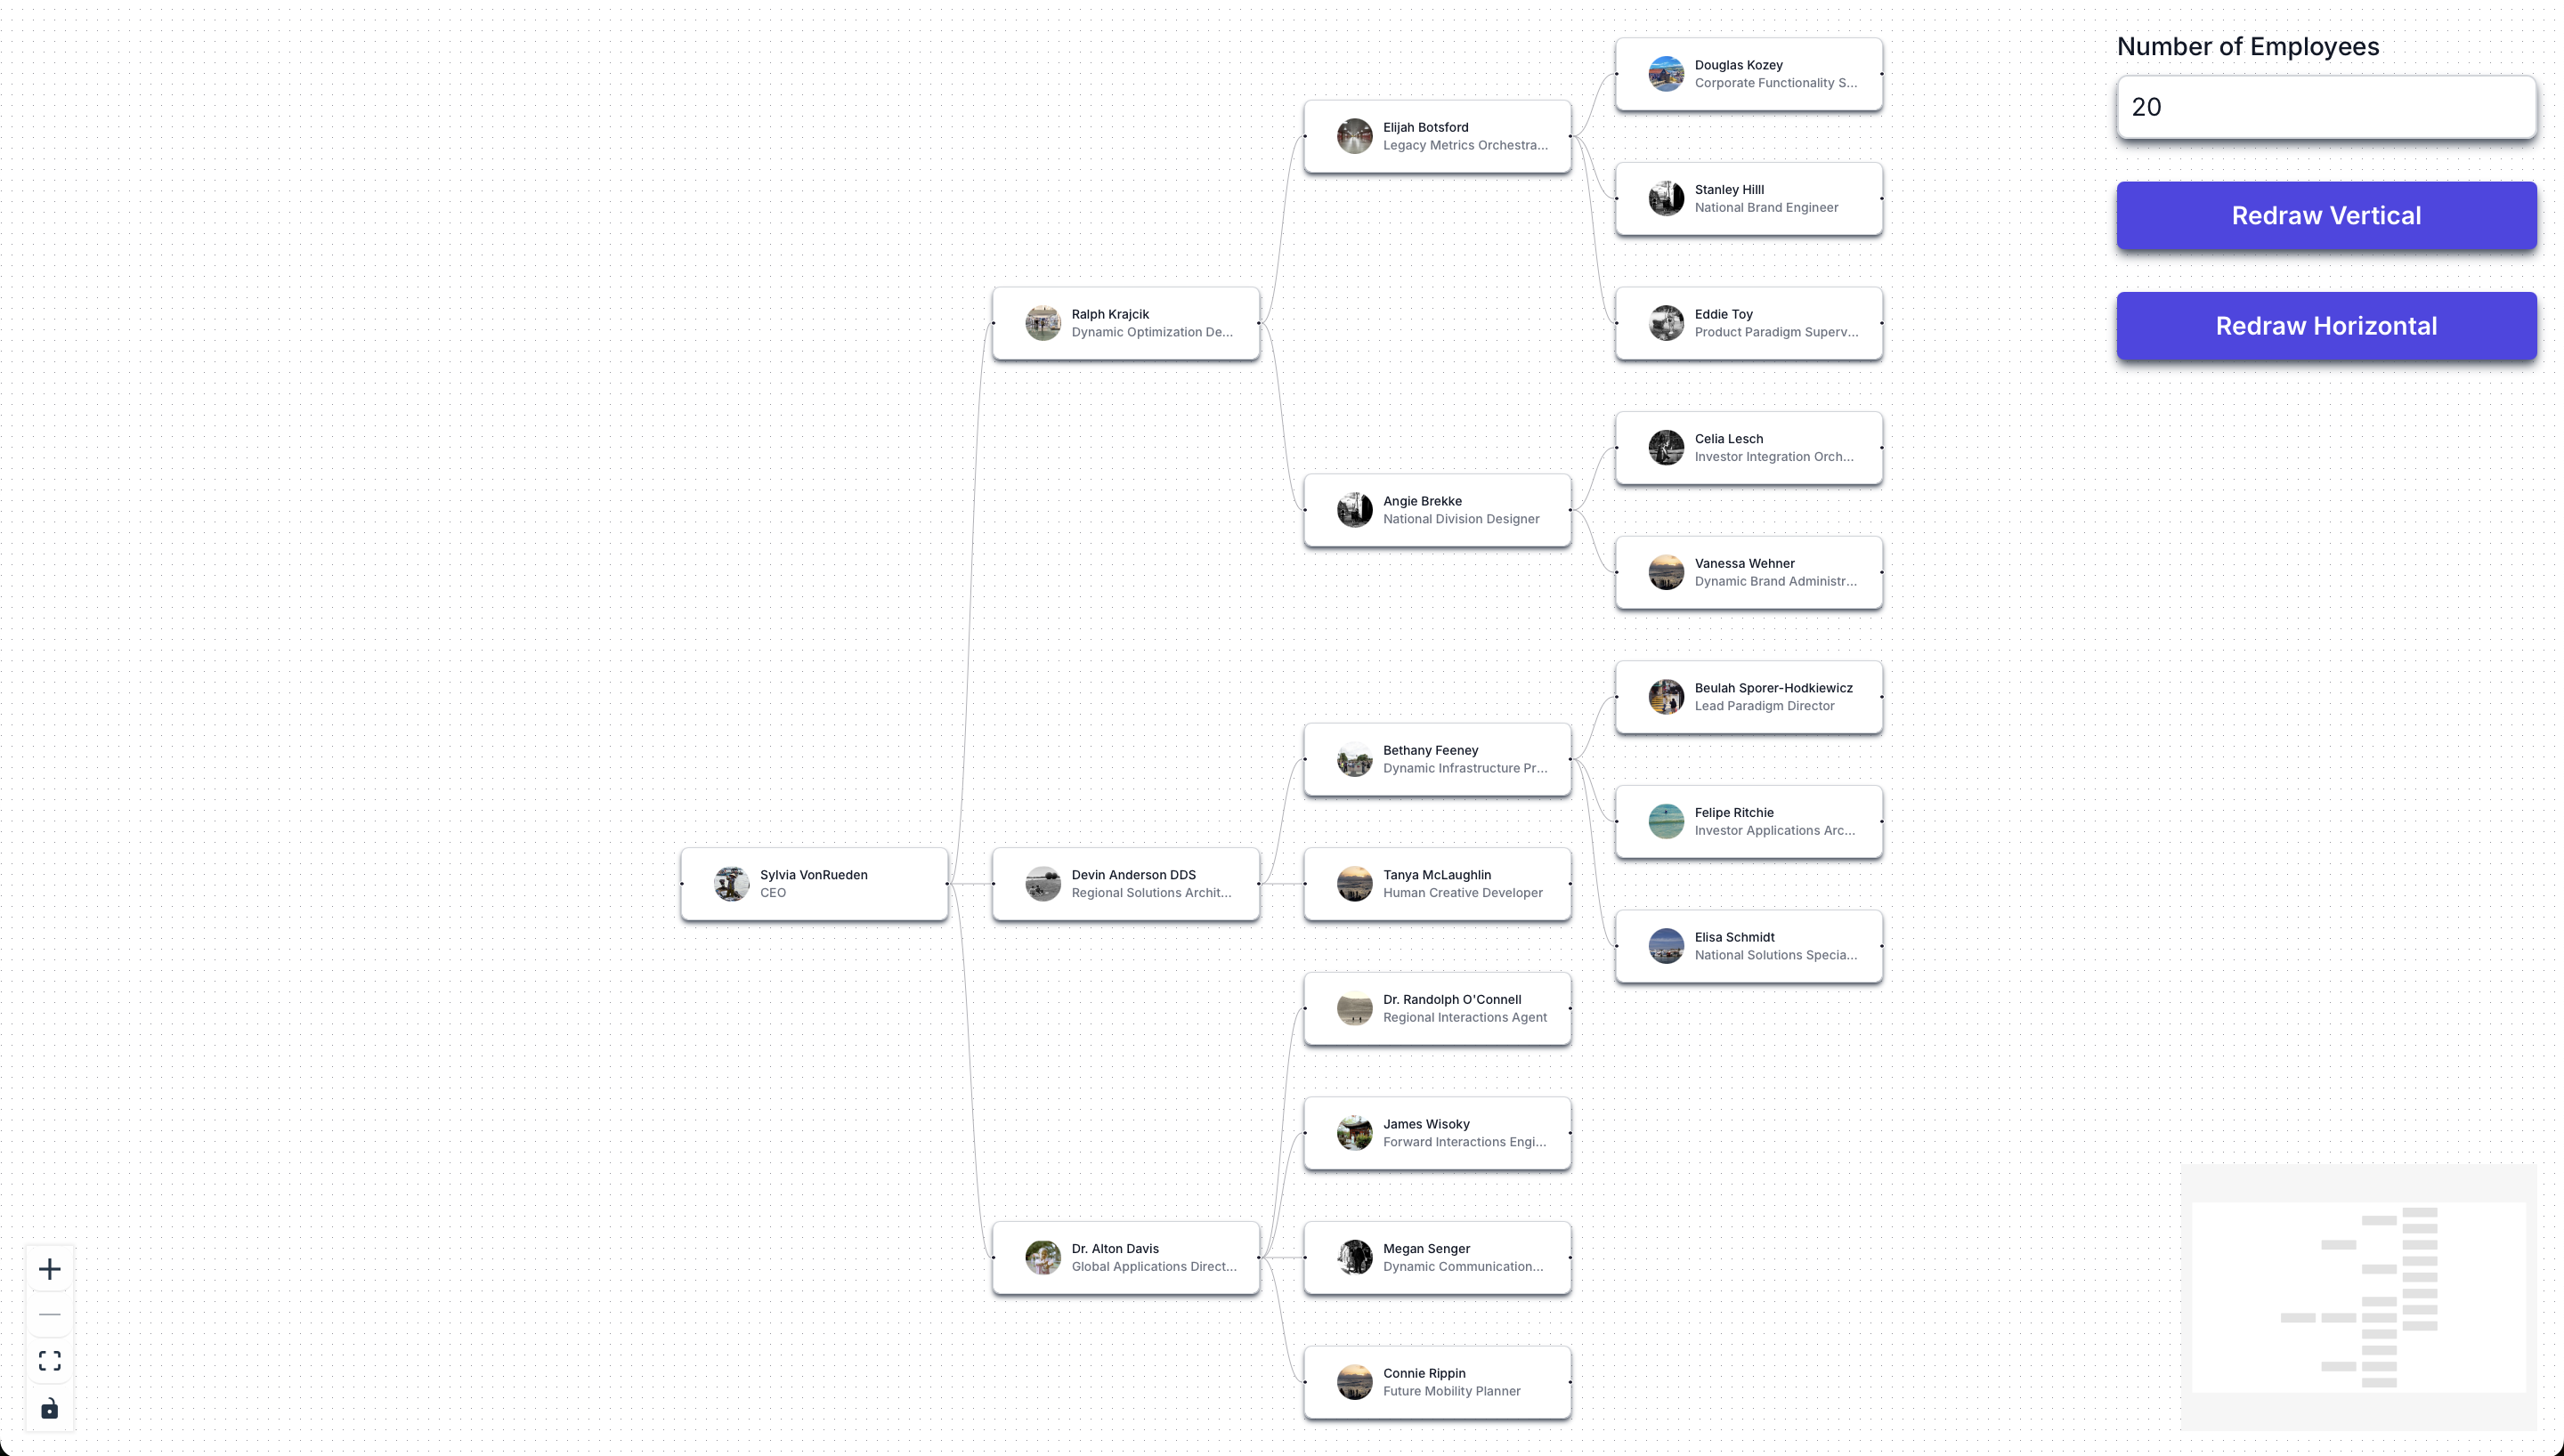 Number of Employees
20
Redraw Vertical
Redraw Horizontal
Sylvia VonRueden
CEO
Ralph Krajcik
Dynamic Optimization De...
Devin Anderson DDS
Regional Solutions Archit...
Dr. Alton Davis
Global Applications Direct...
Elijah Botsford
Legacy Metrics Orchestra...
Angie Brekke
National Division Designer
Bethany Feeney
Dynamic Infrastructure Pr...
Tanya McLaughlin
Human Creative Developer
Dr. Randolph O'Connell
Regional Interactions Agent
James Wisoky
Forward Interactions Engi...
Megan Senger
Dynamic Communication...
Connie Rippin
Future Mobility Planner
Douglas Kozey
Corporate Functionality S...
Stanley Hilll
National Brand Engineer
Eddie Toy
Product Paradigm Superv...
Celia Lesch
Investor Integration Orch...
Vanessa Wehner
Dynamic Brand Administr...
Beulah Sporer-Hodkiewicz
Lead Paradigm Director
Felipe Ritchie
Investor Applications Arc...
Elisa Schmidt
National Solutions Specia...